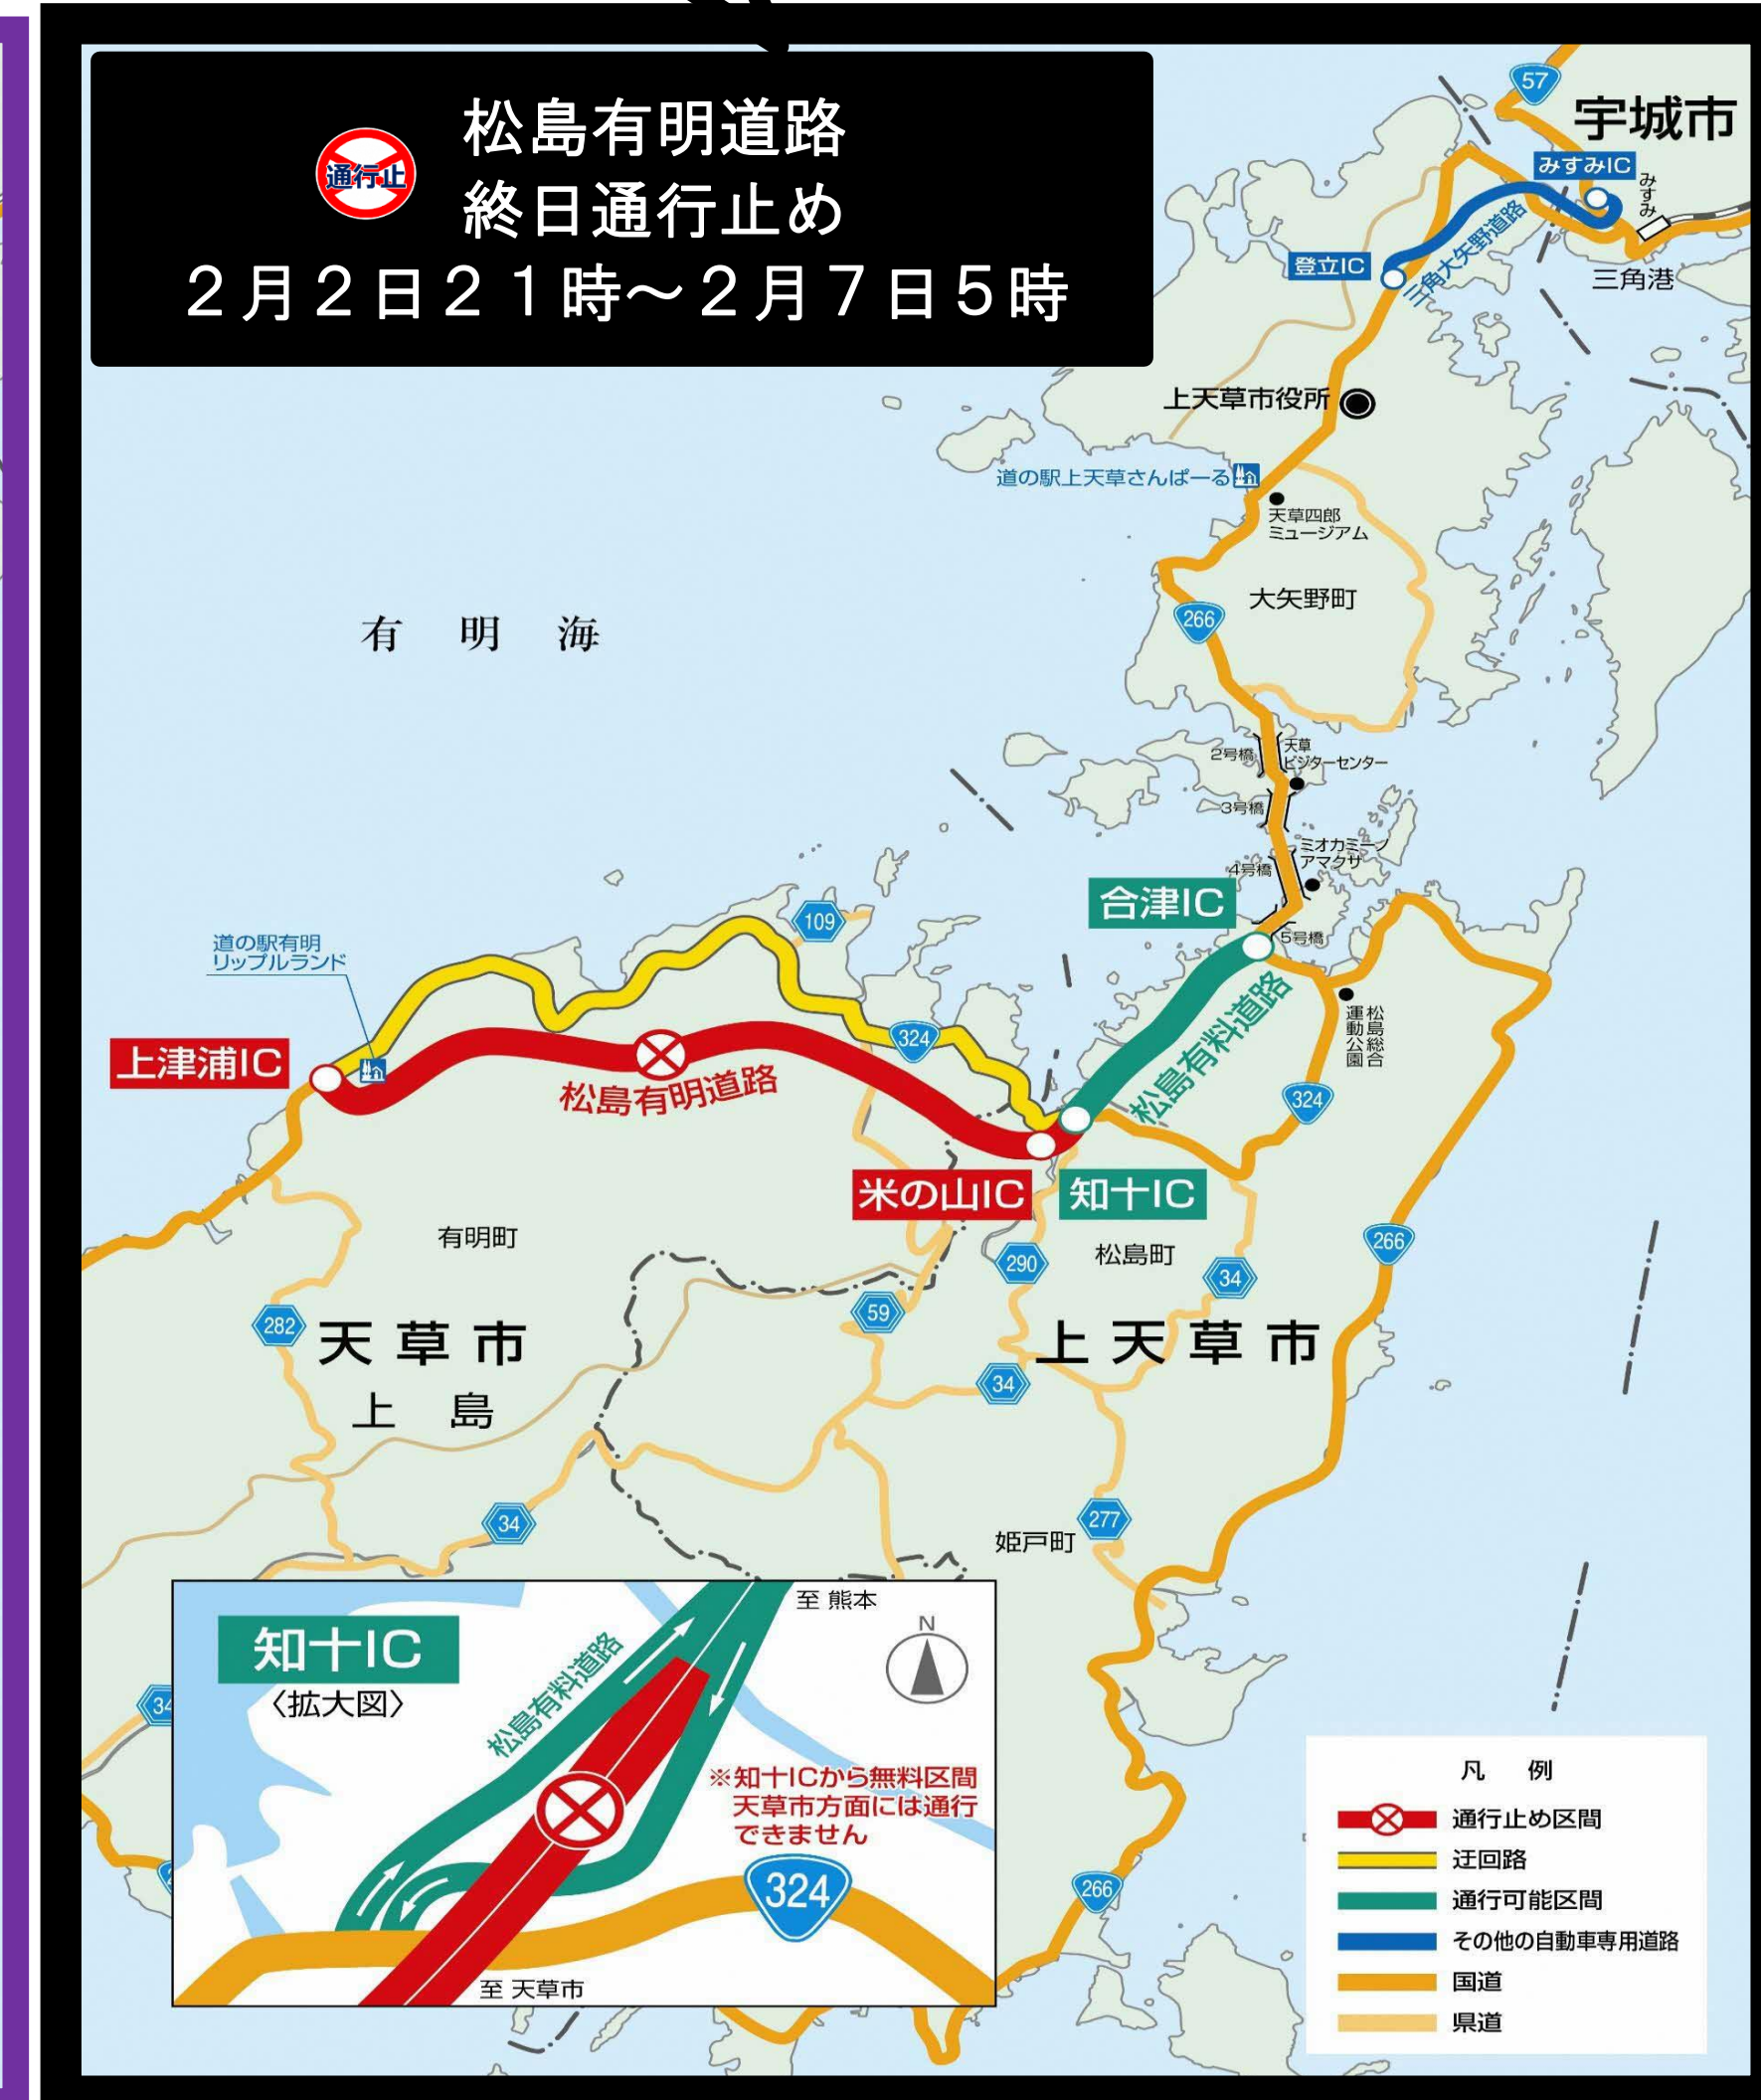 通行止
松島有明道路
終日通行止め
２月２日２１時～２月７日５時
57
宇城市
みすみIC
みすみ
登立IC
三角大矢野道路
三角港
上天草市役所
道の駅上天草さんぱーる
天草四郎
ミュージアム
大矢野町
266
有明海
2号橋
天草
ビジターセンター
3号橋
ミオカミーノ
アマクサ
4号橋
合津IC
5号橋
109
道の駅有明
リップルランド
324
松島総合
運動公園
上津浦IC
松島有明道路
松島有料道路
324
米の山IC
知十IC
有明町
松島町
290
34
266
282
59
天草市
上天草市
上島
34
34
277
姫戸町
34
知十IC
〈拡大図〉
至 熊本
N
松島有料道路
※知十ICから無料区間
天草市方面には通行
できません
324
至 天草市
266
凡例
通行止め区間
迂回路
通行可能区間
その他の自動車専用道路
国道
県道